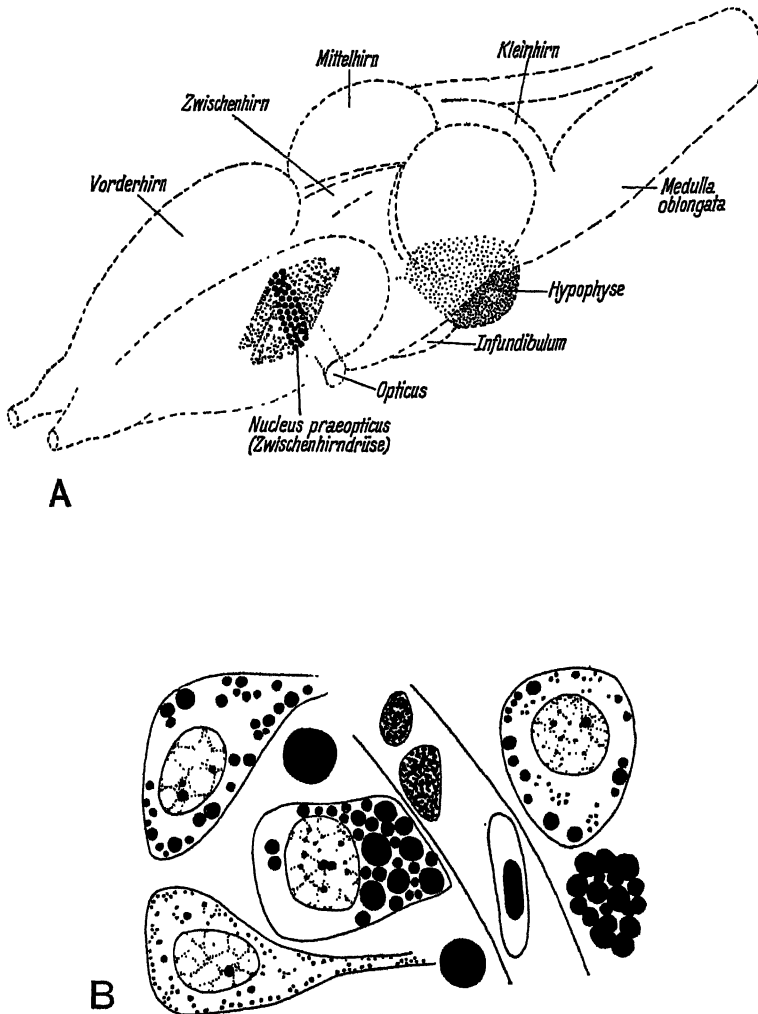 Mittelhirn
Kleinhirn
Zwischenhirn
Vorderhirn
Medulla
oblongata
Hypophyse
Infundibulum
Opticus
Nucleus praeopticus
(Zwischenhirndrüse)
A
B